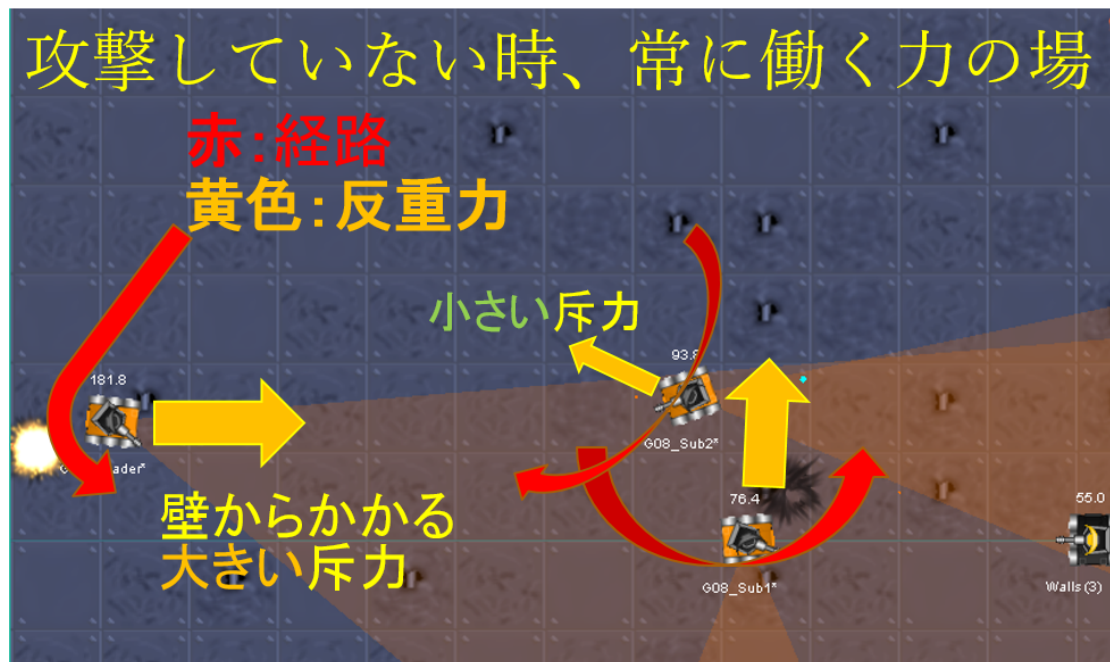 攻撃していない時、常に働く力の場
赤：経路
黄色：反重力
小さい斥力
93.8
181.8
G08_Sub2*
ader*
壁からかかる
大きい斥力
76.4
55.0
G08_Sub1*
Walls (3)